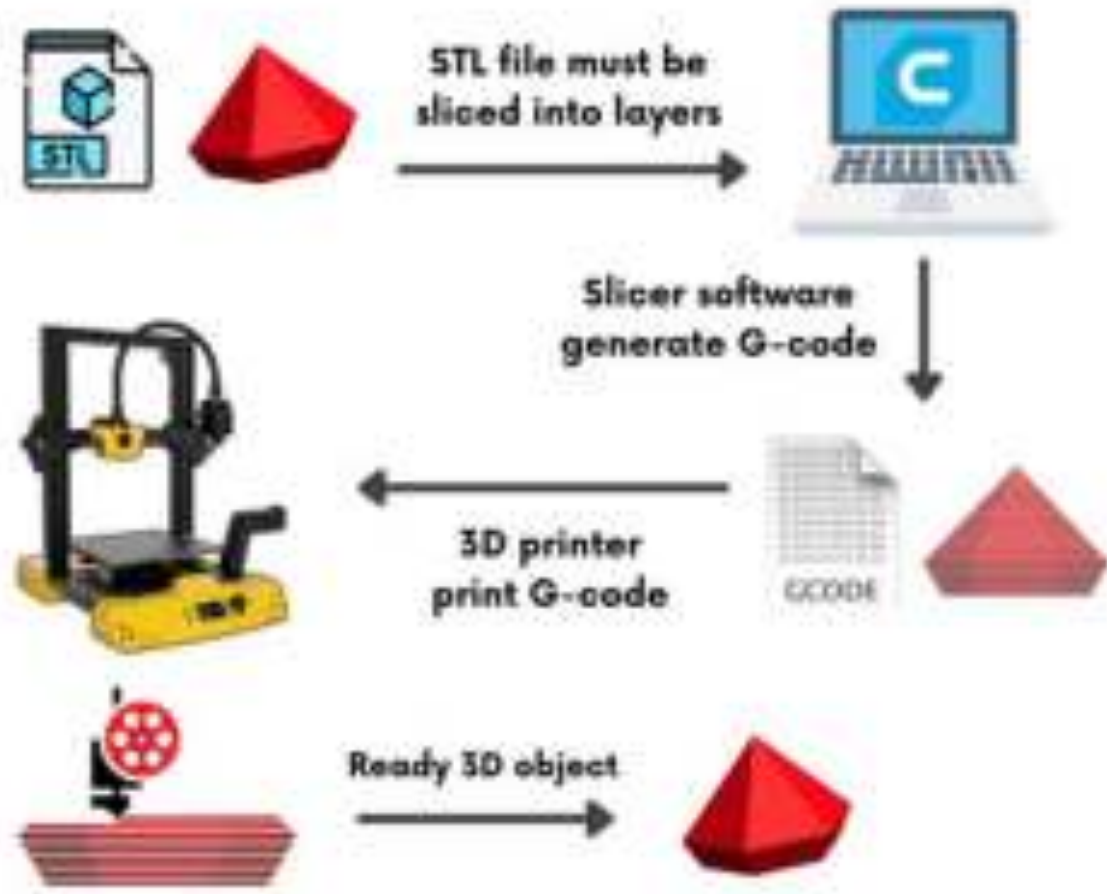 STL
STL file must be
sliced into layers
C
Slicer software
generate G-code
3D printer
print G-code
GCODE
Ready 3D object